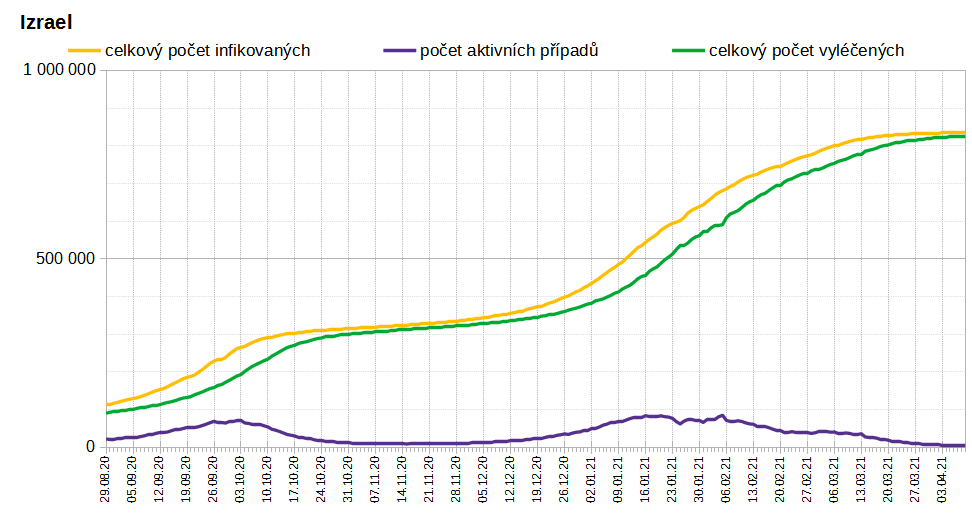 Izrael
celkový počet infikovaných počet aktivních případů celkový počet vyléčených
1 000 000
500 000
0
29.08.20 05.09.20 12.09.20 19.09.20 26.09.20 03.10.20 10.10.20 17.10.20 24.10.20 31.10.20 07.11.20 14.11.20 21.11.20 28.11.20 05.12.20 12.12.20 19.12.20 26.12.20 02.01.21 09.01.21 16.01.21 23.01.21 30.01.21 06.02.21 13.02.21 20.02.21 27.02.21 06.03.21 13.03.21 20.03.21 27.03.21 03.04.21